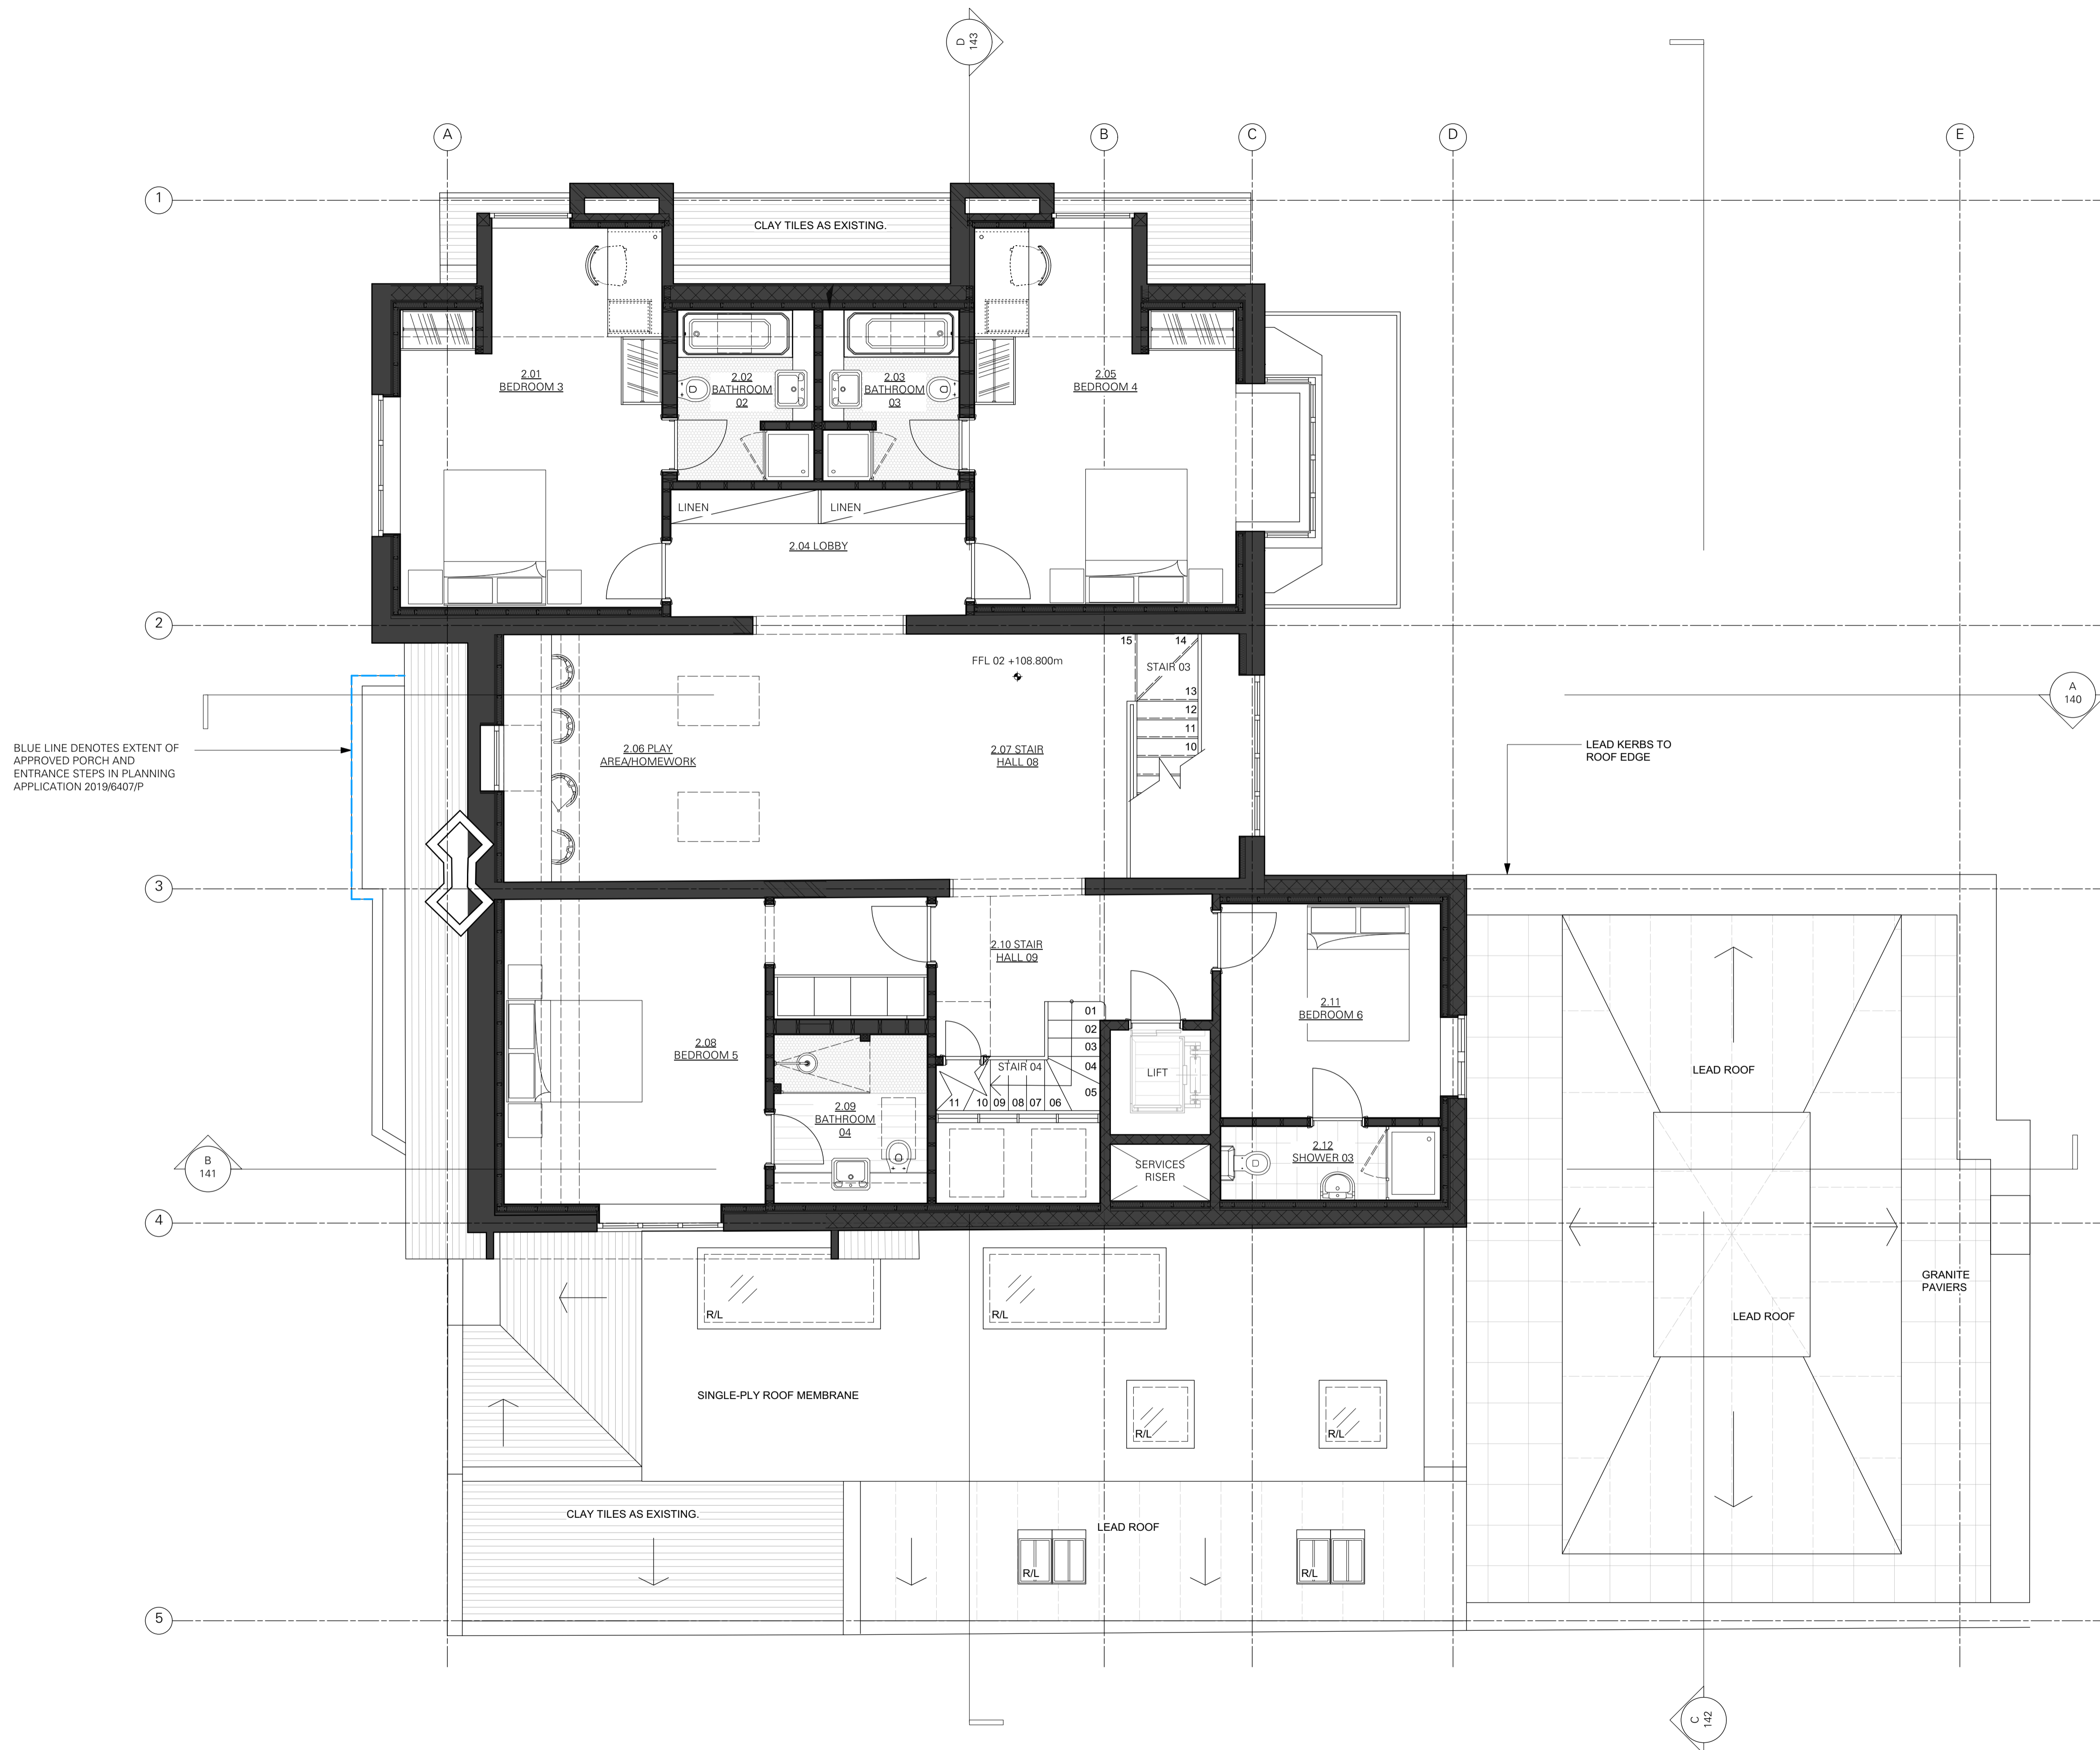 D
143
A
B
C
D
E
1
CLAY TILES AS EXISTING.
2.01
BEDROOM 3
2.02
BATHROOM
02
2.03
BATHROOM
03
2.05
BEDROOM 4
LINEN
LINEN
2.04 LOBBY
2
15
14
STAIR 03
13
12
11
10
FFL 02 +108.800m
A
140
BLUE LINE DENOTES EXTENT OF
APPROVED PORCH AND
ENTRANCE STEPS IN PLANNING
APPLICATION 2019/6407/P
2.06 PLAY
AREA/HOMEWORK
2.07 STAIR
HALL 08
LEAD KERBS TO
ROOF EDGE
3
2.10 STAIR
HALL 09
2.11
BEDROOM 6
01
02
03
04
05
STAIR 04
11
10
09
08
07
06
LIFT
2.08
BEDROOM 5
2.09
BATHROOM
04
LEAD ROOF
B
141
SERVICES
RISER
2.12
SHOWER 03
4
GRANITE
PAVIERS
R/L
R/L
LEAD ROOF
SINGLE-PLY ROOF MEMBRANE
R/L
R/L
CLAY TILES AS EXISTING.
LEAD ROOF
R/L
R/L
5
C
142